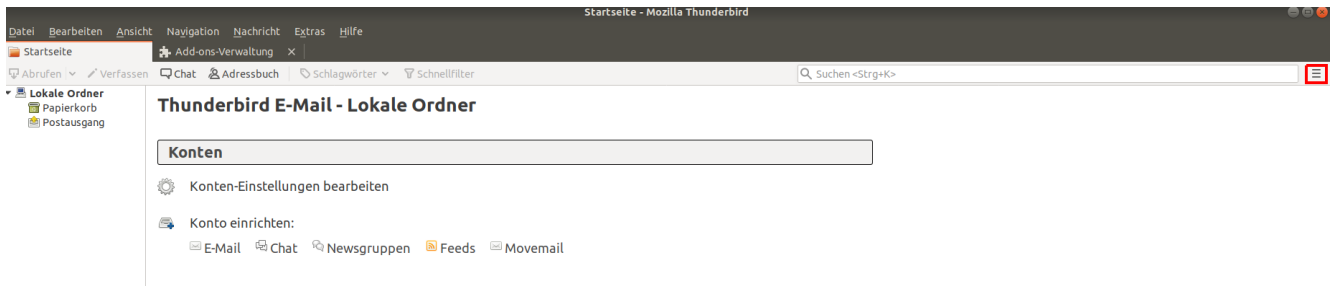 Startseite - Mozilla Thunderbird
Datei Bearbeiten Ansicht Navigation Nachricht Extras Hilfe
Startseite Add-ons-Verwaltung
Abrufen Verfassen Chat Adressbuch Schlagwörter Schnellfilter Suchen <Strg+K>
Lokale Ordner
Papierkorb
Postausgang
Thunderbird E-Mail - Lokale Ordner
Konten
Konten-Einstellungen bearbeiten
Konto einrichten:
E-Mail Chat Newsgruppen Feeds Movemail